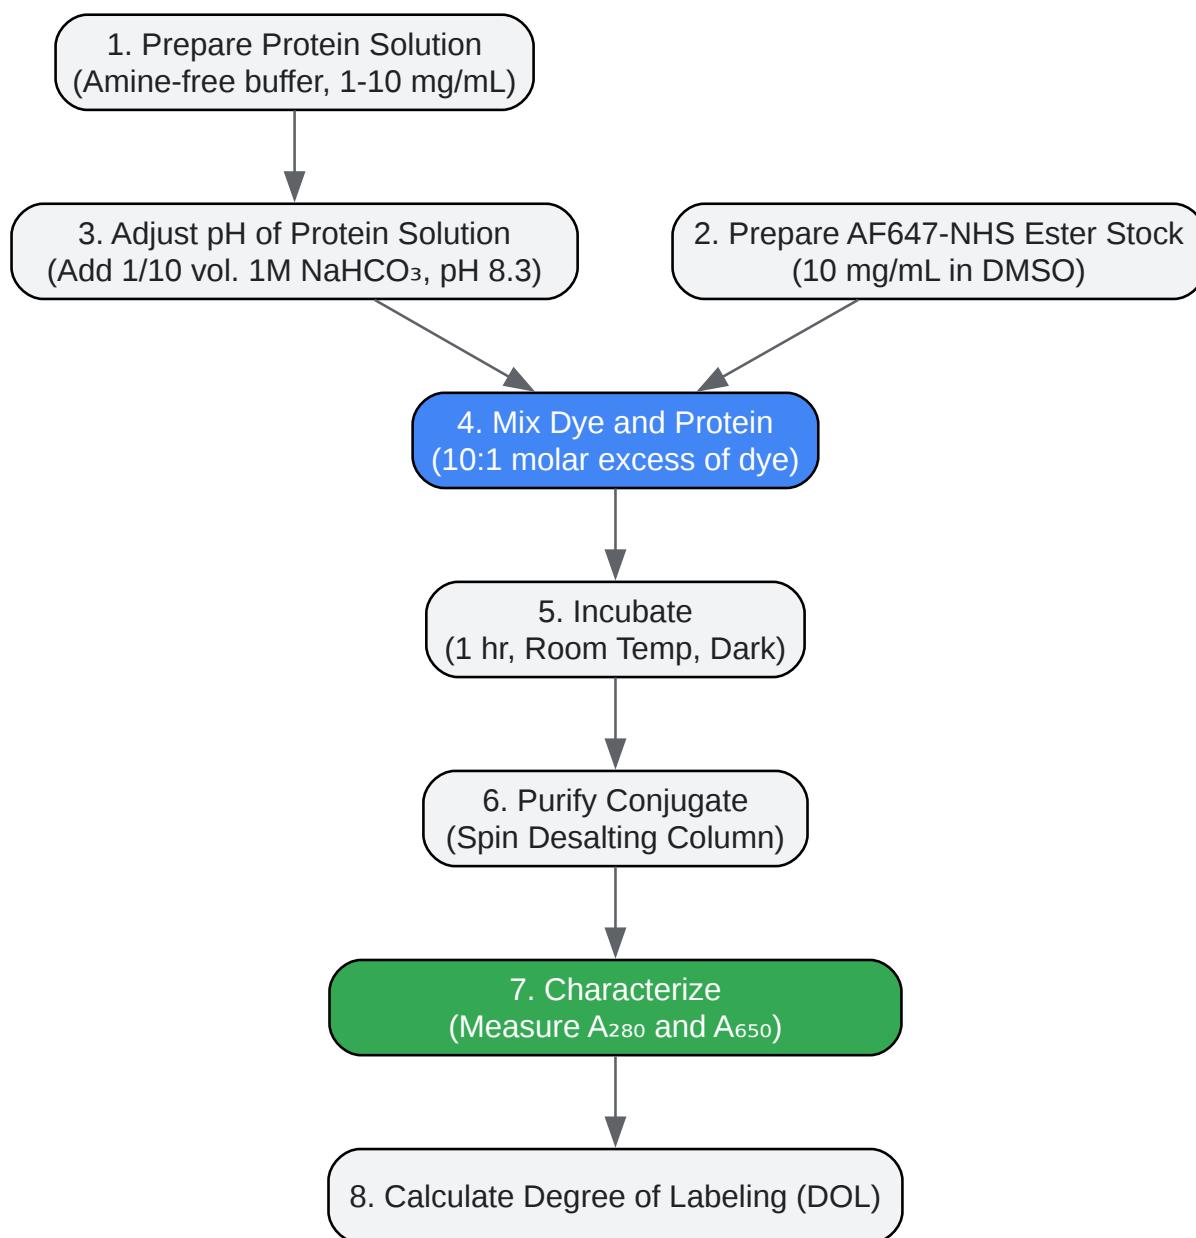 1. Prepare Protein Solution
(Amine-free buffer, 1-10 mg/mL)
3. Adjust pH of Protein Solution
(Add 1/10 vol. 1M NaHCO₃, pH 8.3)
2. Prepare AF647-NHS Ester Stock
(10 mg/mL in DMSO)
4. Mix Dye and Protein
(10:1 molar excess of dye)
5. Incubate
(1 hr, Room Temp, Dark)
6. Purify Conjugate
(Spin Desalting Column)
7. Characterize
(Measure A₂₈₀ and A₆₅₀)
8. Calculate Degree of Labeling (DOL)